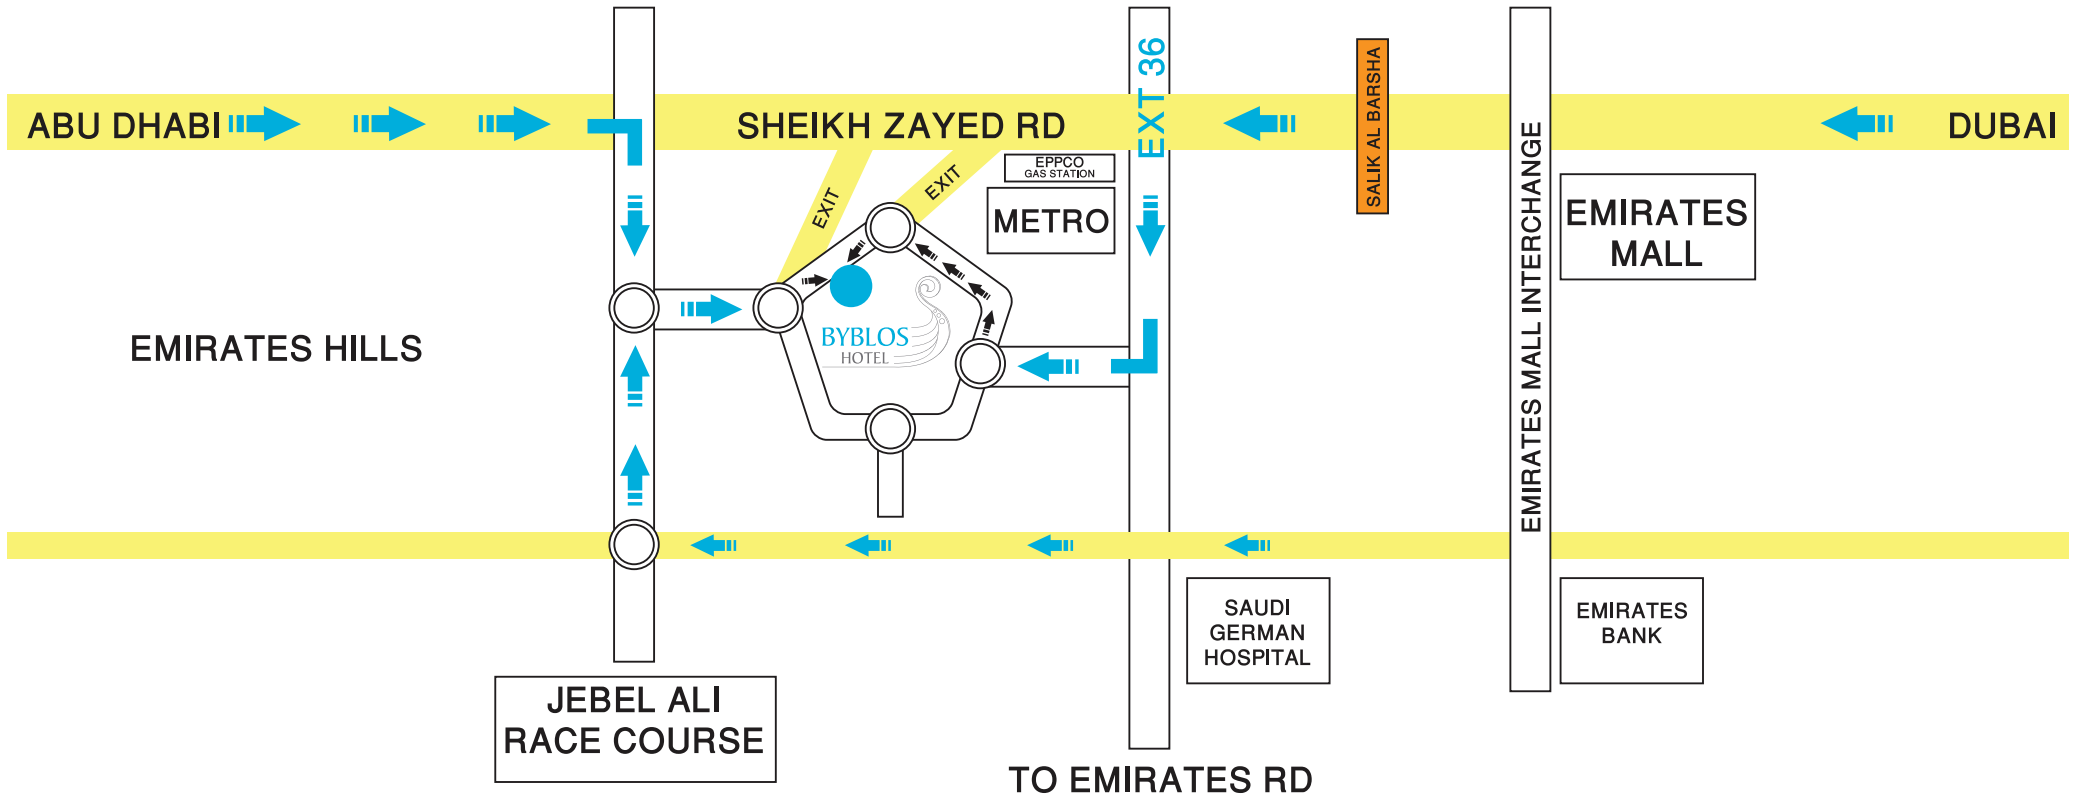 ABU DHABI
SHEIKH ZAYED RD
EXT 36
SALIK AL BARSHA
DUBAI
EXIT
EXIT
EPPCO
GAS STATION
METRO
EMIRATES MALL INTERCHANGE
EMIRATES
MALL
EMIRATES HILLS
BYBLOS
HOTEL
SAUDI
GERMAN
HOSPITAL
EMIRATES
BANK
JEBEL ALI
RACE COURSE
TO EMIRATES RD